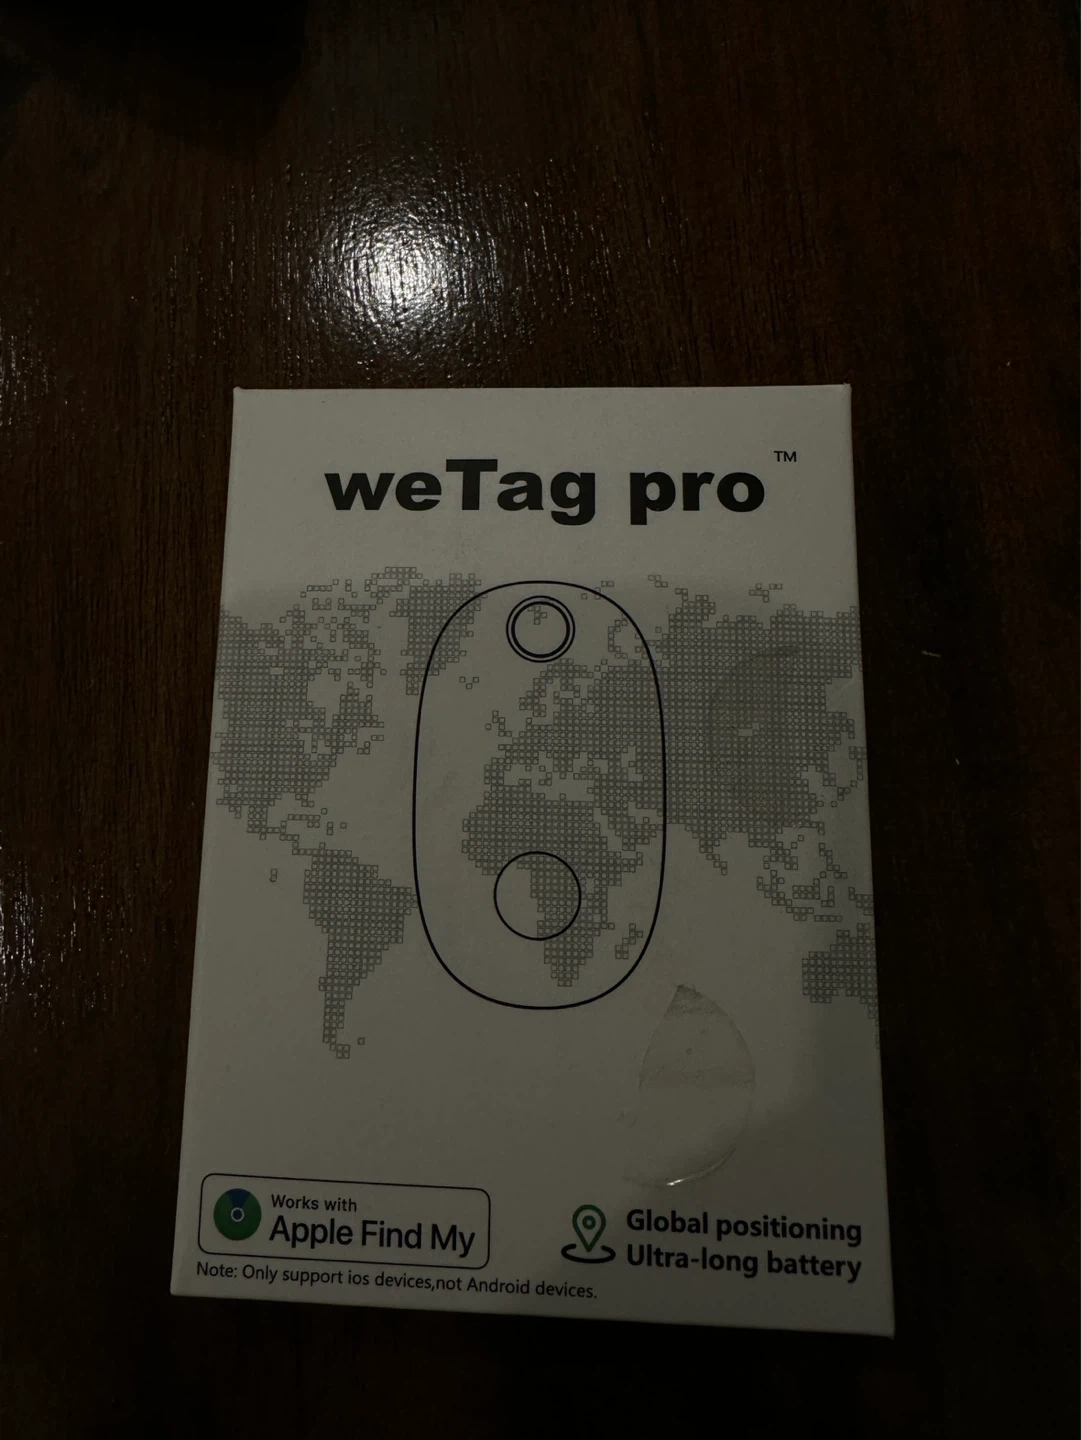 weTag pro™
Works with
Apple Find My
Note: Only support ios devices,not Android devices.
Global positioning
Ultra-long battery